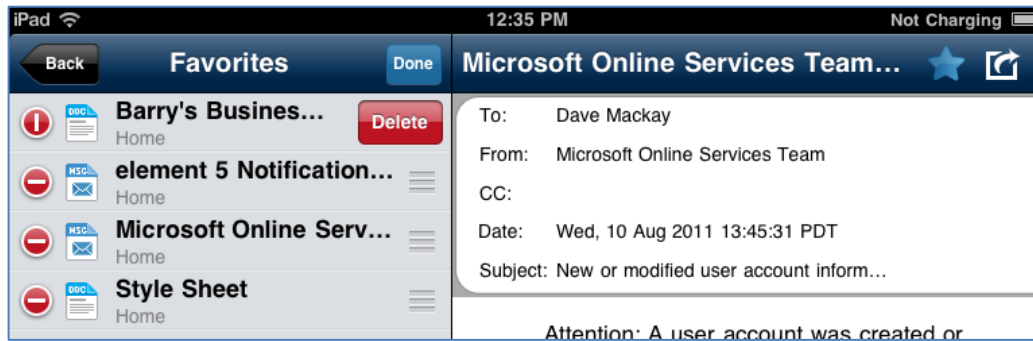 iPad 12:35 PM Not Charging
Back Favorites Done Microsoft Online Services Team...
DOC Barry's Busines... Delete
Home
MSG element 5 Notification...
Home
MSG Microsoft Online Serv...
Home
DOC Style Sheet
Home
To: Dave Mackay
From: Microsoft Online Services Team
CC:
Date: Wed, 10 Aug 2011 13:45:31 PDT
Subject: New or modified user account inform...
Attention: A user account was created or